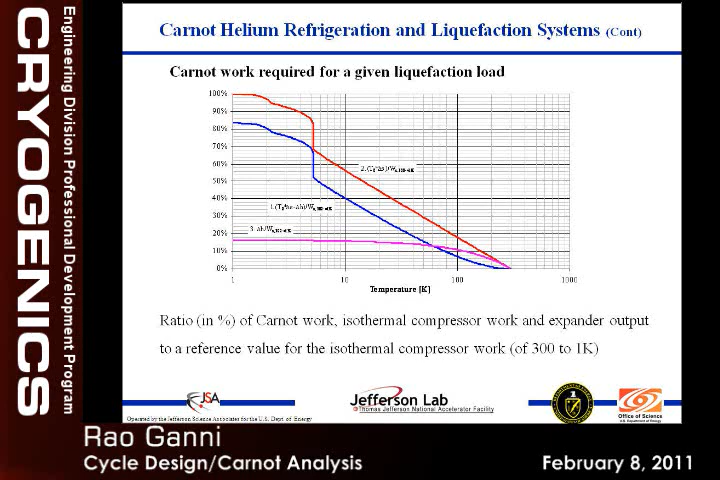 Engineering Division Professional Development Program
CRYOGENICS
Carnot Helium Refrigeration and Liquefaction Systems (Cont)
Carnot work required for a given liquefaction load
100%
90%
80%
70%
60%
50%
40%
30%
20%
10%
0%
1
10
100
1000
Temperature [K]
Ratio (in %) of Carnot work, isothermal compressor work and expander output
to a reference value for the isothermal compressor work (of 300 to 1K)
JSA
Jefferson Lab
Thomas Jefferson National Accelerator Facility
Office of Science
U.S. Department of Energy
Operated by the Jefferson Science Associates for the U.S. Dept. of Energy
Rao Ganni
Cycle Design/Carnot Analysis
February 8, 2011